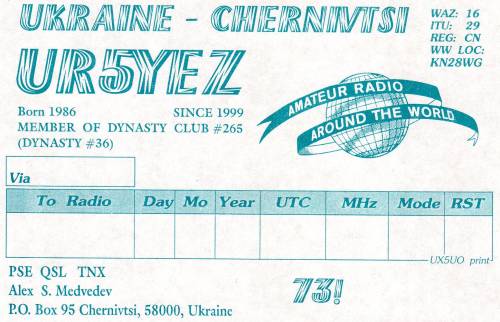 UKRAINE - CHERNIVTSI
WAZ: 16
ITU: 29
REG: CN
WW LOC:
KN28WG
UR5YEZ
Born 1986 SINCE 1999
MEMBER OF DYNASTY CLUB #265
(DYNASTY #36)
AMATEUR RADIO
AROUND THE WORLD
Via
To Radio Day Mo Year UTC MHz Mode RST
UX5UO print
PSE QSL TNX
Alex S. Medvedev
P.O. Box 95 Chernivtsi, 58000, Ukraine
73!